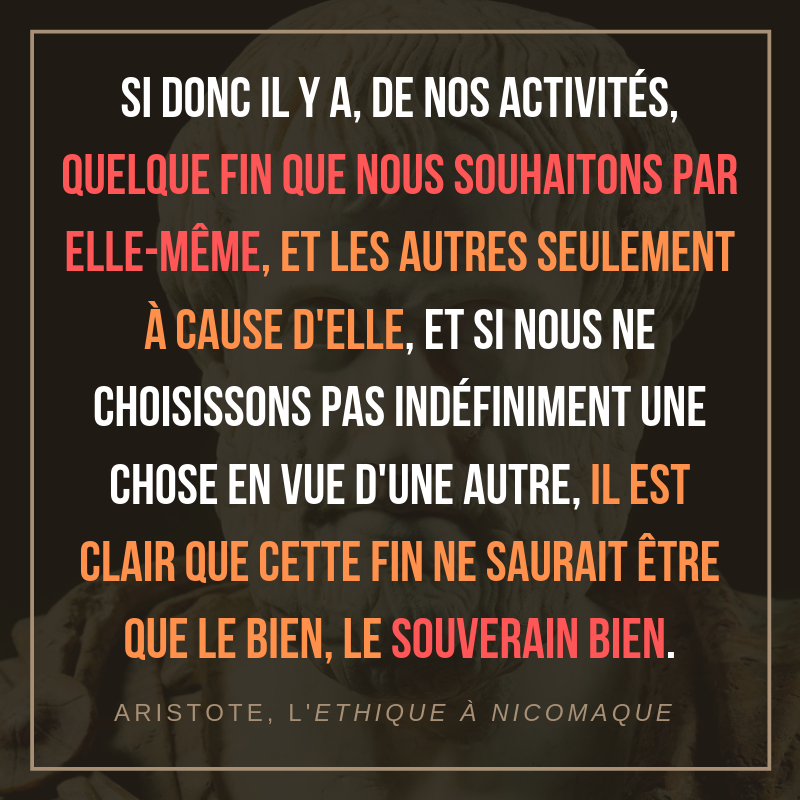 SI DONC IL Y A, DE NOS ACTIVITÉS,
QUELQUE FIN QUE NOUS SOUHAITONS PAR
ELLE-MÊME, ET LES AUTRES SEULEMENT
À CAUSE D'ELLE, ET SI NOUS NE
CHOISISSONS PAS INDÉFINIMENT UNE
CHOSE EN VUE D'UNE AUTRE, IL EST
CLAIR QUE CETTE FIN NE SAURAIT ÊTRE
QUE LE BIEN, LE SOUVERAIN BIEN.
ARISTOTE, L'ETHIQUE À NICOMAQUE